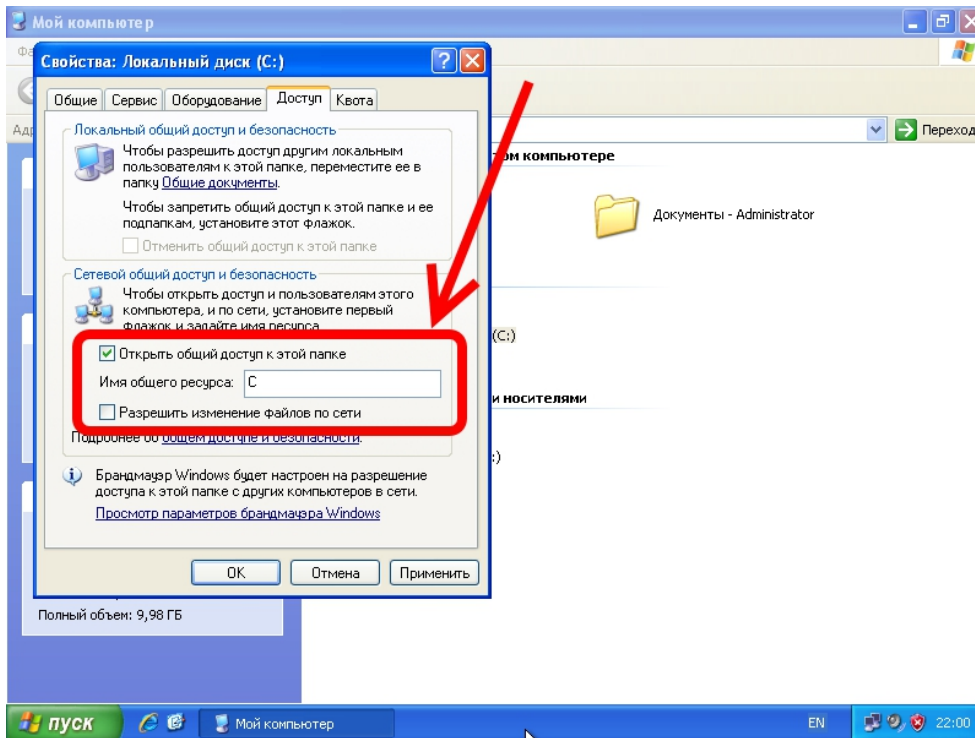 Мой компьютер
Свойства: Локальный диск (C:)
Переход
Общие Сервис Оборудование Доступ Квота
Локальный общий доступ и безопасность
Чтобы разрешить доступ другим локальным
пользователям к этой папке, переместите ее в
папку Общие документы.
Чтобы запретить общий доступ к этой папке и ее
подпапкам, установите этот флажок.
Отменить общий доступ к этой папке
Сетевой общий доступ и безопасность
Чтобы открыть доступ и пользователям этого
компьютера, и по сети, установите первый
флажок и задайте имя ресурса.
Открыть общий доступ к этой папке
Имя общего ресурса: C
Разрешить изменение файлов по сети
Подробнее об общем доступе и безопасности.
Брандмауэр Windows будет настроен на разрешение
доступа к этой папке с других компьютеров в сети.
Просмотр параметров брандмауэра Windows
OK Отмена Применить
компьютере
Документы - Administrator
(C:)
и носителями
:)
Полный объем: 9,98 ГБ
пуск Мой компьютер EN 22:00